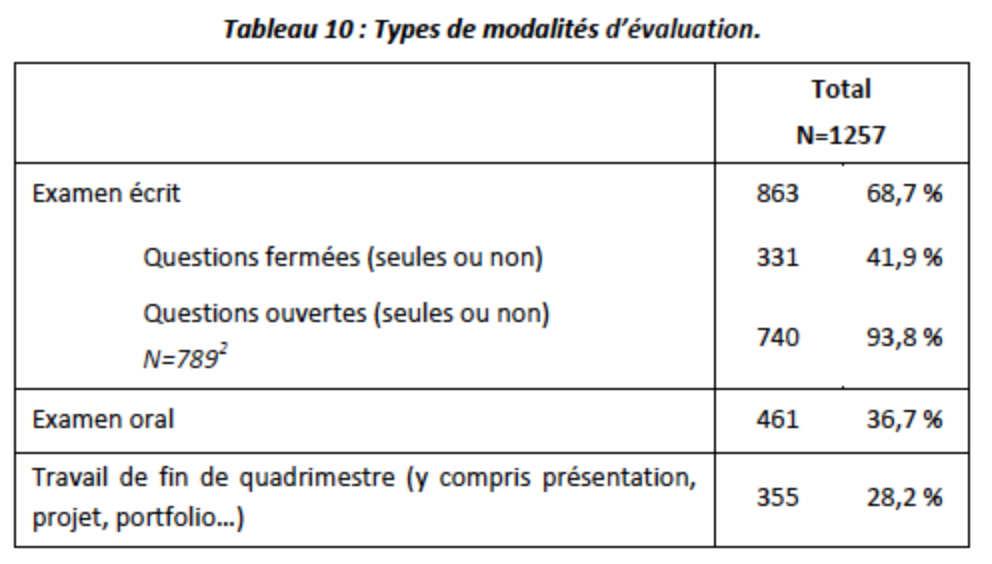 Tableau 10 : Types de modalités d'évaluation.
Total
N=1257
Examen écrit 863 68,7 %
Questions fermées (seules ou non) 331 41,9 %
Questions ouvertes (seules ou non)
N=789² 740 93,8 %
Examen oral 461 36,7 %
Travail de fin de quadrimestre (y compris présentation,
projet, portfolio...) 355 28,2 %